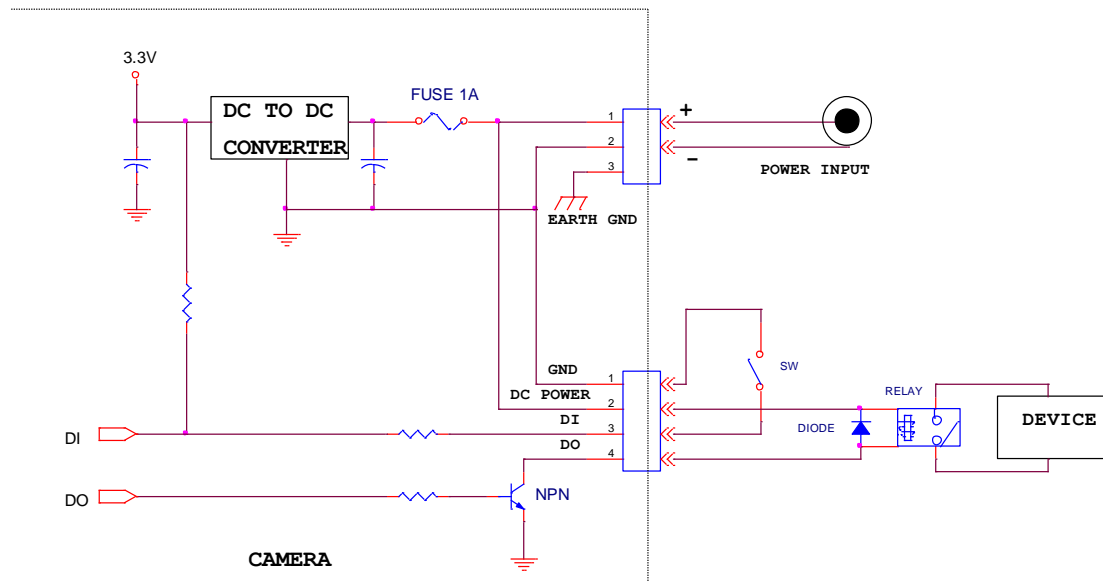 3.3V
FUSE 1A
DC TO DC
CONVERTER
1
2
3
+
-
POWER INPUT
EARTH GND
GND
DC POWER
DI
DO
1
2
3
4
SW
RELAY
DIODE
DEVICE
DI
DO
NPN
CAMERA